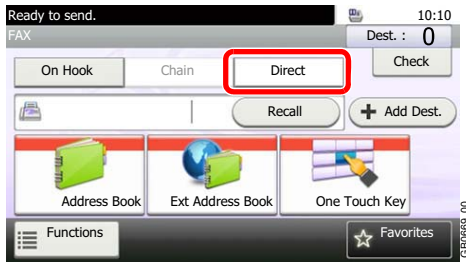 Ready to send. 10:10
FAX Dest. : 0
On Hook Chain Direct Check
Recall Add Dest.
Address Book Ext Address Book One Touch Key
Functions Favorites
GB0669_00